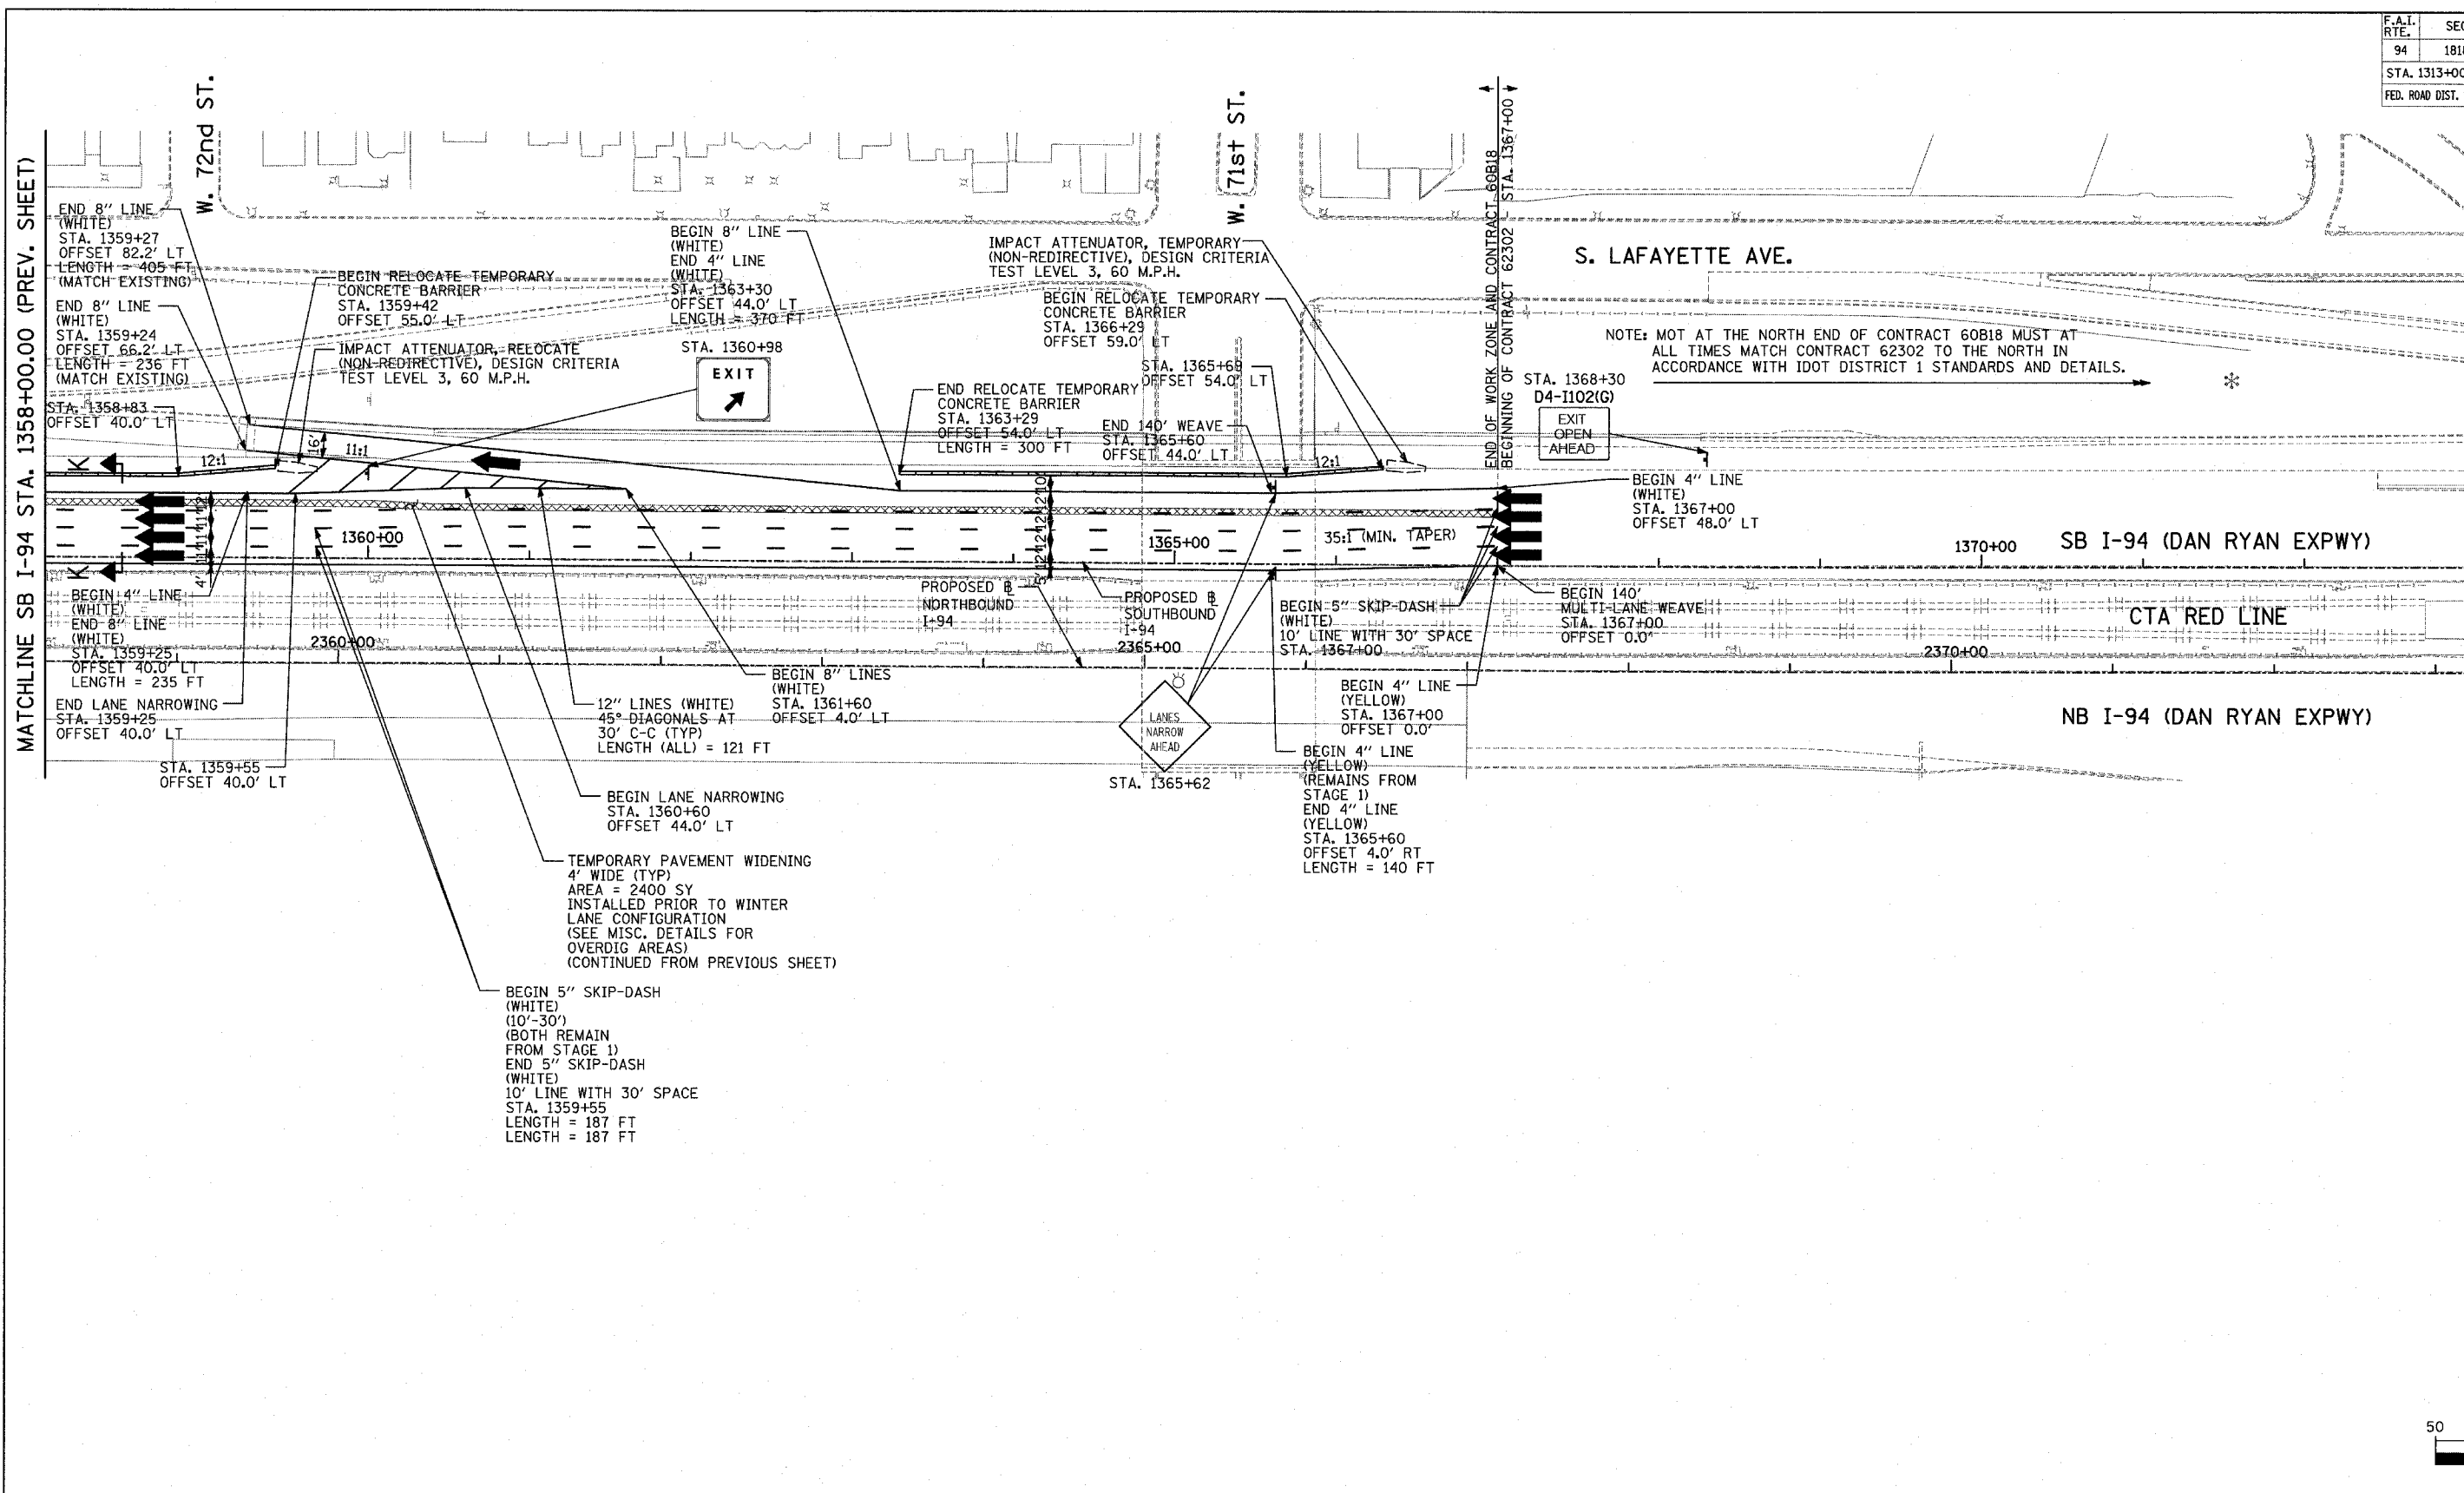 F.A.I.
RTE.
94
STA. 1313+00
FED. ROAD DIST.
MATCHLINE SB I-94 STA. 1358+00.00 (PREV. SHEET)
W. 72nd ST.
W. 71st ST.
END 8" LINE
(WHITE)
STA. 1359+27
OFFSET 82.2' LT
LENGTH = 405 FT
(MATCH EXISTING)
END 8" LINE
(WHITE)
STA. 1359+24
OFFSET 66.2' LT
LENGTH = 236 FT
(MATCH EXISTING)
STA. 1358+83
OFFSET 40.0' LT
BEGIN RELOCATE TEMPORARY
CONCRETE BARRIER
STA. 1359+42
OFFSET 55.0' LT
IMPACT ATTENUATOR, RELOCATE
(NON-REDIRECTIVE), DESIGN CRITERIA
TEST LEVEL 3, 60 M.P.H.
BEGIN 8" LINE
(WHITE)
END 4" LINE
(WHITE)
STA. 1363+30
OFFSET 44.0' LT
LENGTH = 370 FT
STA. 1360+98
EXIT
IMPACT ATTENUATOR, TEMPORARY
(NON-REDIRECTIVE), DESIGN CRITERIA
TEST LEVEL 3, 60 M.P.H.
BEGIN RELOCATE TEMPORARY
CONCRETE BARRIER
STA. 1366+29
OFFSET 59.0' LT
STA. 1365+68
OFFSET 54.0' LT
END RELOCATE TEMPORARY
CONCRETE BARRIER
STA. 1363+29
OFFSET 54.0' LT
LENGTH = 300 FT
END 140' WEAVE
STA. 1365+60
OFFSET 44.0' LT
END OF WORK ZONE AND CONTRACT 60B18
BEGINNING OF CONTRACT 62302 - STA. 1367+00
S. LAFAYETTE AVE.
NOTE: MOT AT THE NORTH END OF CONTRACT 60B18 MUST AT
ALL TIMES MATCH CONTRACT 62302 TO THE NORTH IN
ACCORDANCE WITH IDOT DISTRICT 1 STANDARDS AND DETAILS.
STA. 1368+30
D4-I102(G)
EXIT
OPEN
AHEAD
BEGIN 4" LINE
(WHITE)
STA. 1367+00
OFFSET 48.0' LT
K
12:1
16'
11:1
12:1
12'
11'
11'
11'
4'
10'
12'
12'
12'
12'
5'
1360+00
1365+00
35:1 (MIN. TAPER)
1370+00
SB I-94 (DAN RYAN EXPWY)
K
BEGIN 4" LINE
(WHITE)
END 8" LINE
(WHITE)
STA. 1359+25
OFFSET 40.0' LT
LENGTH = 235 FT
2360+00
PROPOSED ℄
NORTHBOUND
I-94
PROPOSED ℄
SOUTHBOUND
I-94
2365+00
BEGIN 5" SKIP-DASH
(WHITE)
10' LINE WITH 30' SPACE
STA. 1367+00
BEGIN 140'
MULTI-LANE WEAVE
STA. 1367+00
OFFSET 0.0'
CTA RED LINE
2370+00
NB I-94 (DAN RYAN EXPWY)
END LANE NARROWING
STA. 1359+25
OFFSET 40.0' LT
STA. 1359+55
OFFSET 40.0' LT
12" LINES (WHITE)
45° DIAGONALS AT
30' C-C (TYP)
LENGTH (ALL) = 121 FT
BEGIN 8" LINES
(WHITE)
STA. 1361+60
OFFSET 4.0' LT
LANES
NARROW
AHEAD
STA. 1365+62
BEGIN 4" LINE
(YELLOW)
STA. 1367+00
OFFSET 0.0'
BEGIN 4" LINE
(YELLOW)
(REMAINS FROM
STAGE 1)
END 4" LINE
(YELLOW)
STA. 1365+60
OFFSET 4.0' RT
LENGTH = 140 FT
BEGIN LANE NARROWING
STA. 1360+60
OFFSET 44.0' LT
TEMPORARY PAVEMENT WIDENING
4' WIDE (TYP)
AREA = 2400 SY
INSTALLED PRIOR TO WINTER
LANE CONFIGURATION
(SEE MISC. DETAILS FOR
OVERDIG AREAS)
(CONTINUED FROM PREVIOUS SHEET)
BEGIN 5" SKIP-DASH
(WHITE)
(10'-30')
(BOTH REMAIN
FROM STAGE 1)
END 5" SKIP-DASH
(WHITE)
10' LINE WITH 30' SPACE
STA. 1359+55
LENGTH = 187 FT
LENGTH = 187 FT
50